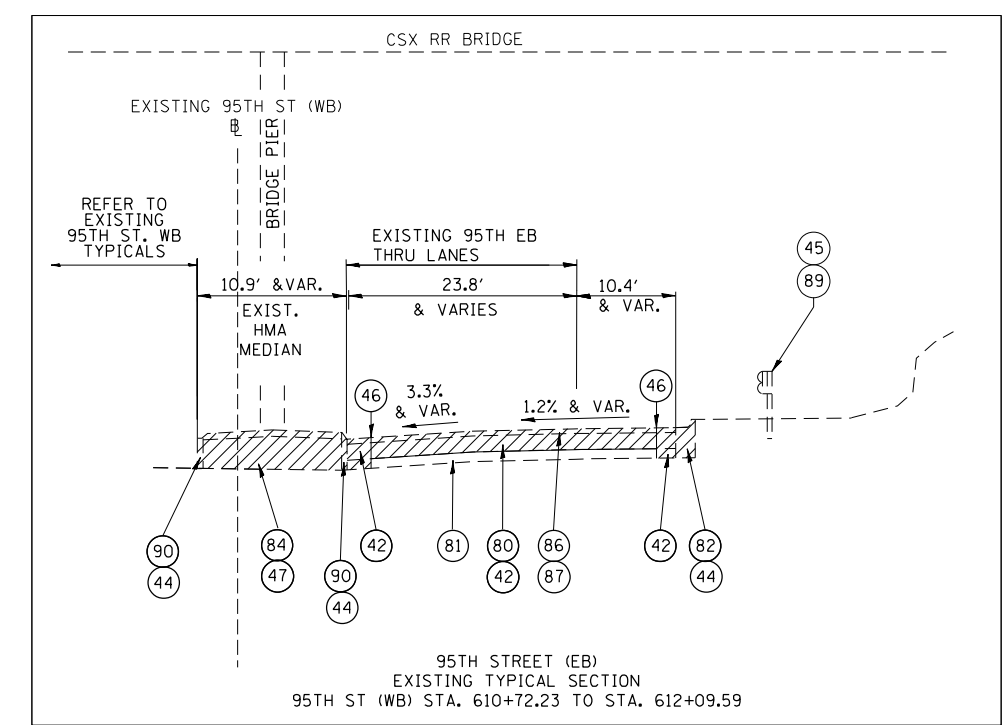 CSX RR BRIDGE
EXISTING 95TH ST (WB)
BRIDGE PIER
REFER TO
EXISTING
95TH ST. WB
TYPICALS
EXISTING 95TH EB
THRU LANES
10.9' &VAR.
23.8'
10.4'
EXIST.
HMA
MEDIAN
& VARIES
& VAR.
45
89
46
3.3%
& VAR.
1.2% & VAR.
46
90
44
84
47
90
44
42
81
80
42
86
87
42
82
44
95TH STREET (EB)
EXISTING TYPICAL SECTION
95TH ST (WB) STA. 610+72.23 TO STA. 612+09.59